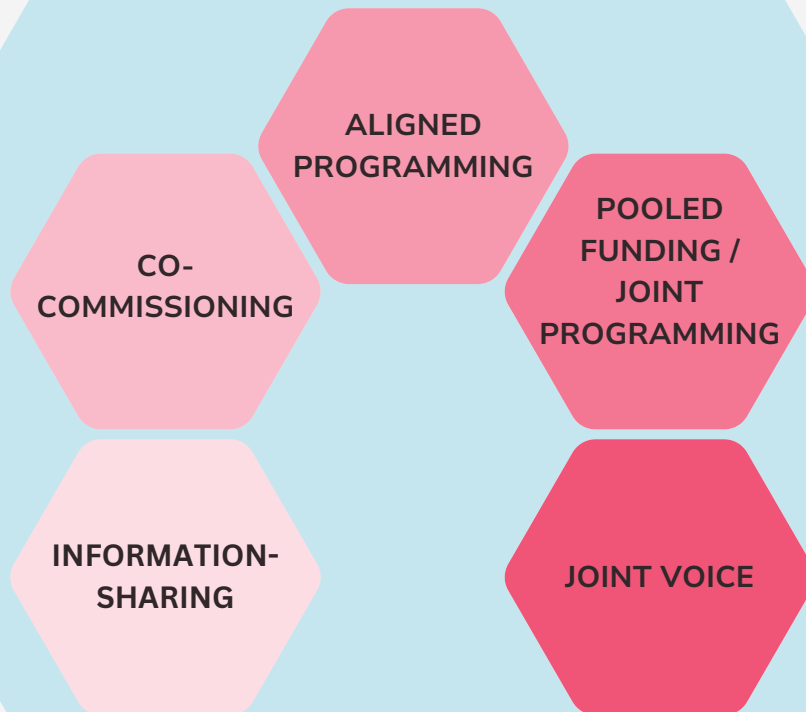 ALIGNED
PROGRAMMING
POOLED
FUNDING /
JOINT
PROGRAMMING
CO-
COMMISSIONING
INFORMATION-
SHARING
JOINT VOICE